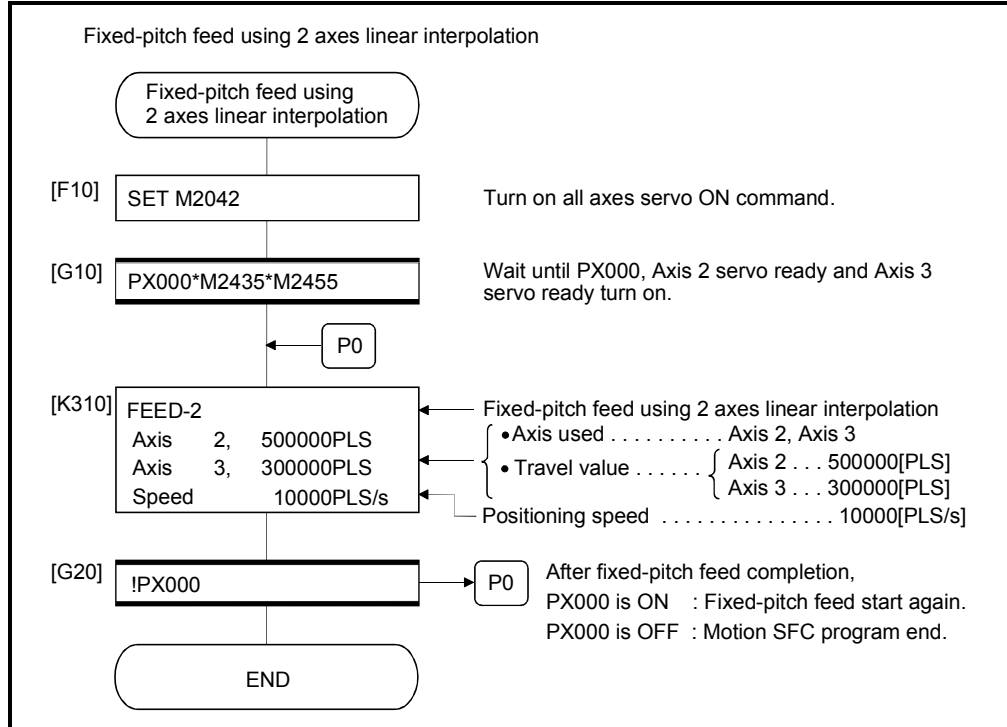 Fixed-pitch feed using 2 axes linear interpolation
Fixed-pitch feed using
2 axes linear interpolation
[F10]
SET M2042
Turn on all axes servo ON command.
[G10]
PX000*M2435*M2455
Wait until PX000, Axis 2 servo ready and Axis 3
servo ready turn on.
P0
[K310]
FEED-2
Axis 2, 500000PLS
Axis 3, 300000PLS
Speed 10000PLS/s
Fixed-pitch feed using 2 axes linear interpolation
•Axis used . . . . . . . . . . Axis 2, Axis 3
• Travel value . . . . . . Axis 2 . . . 500000[PLS]
Axis 3 . . . 300000[PLS]
Positioning speed . . . . . . . . . . . . . . . . 10000[PLS/s]
[G20]
!PX000
P0
After fixed-pitch feed completion,
PX000 is ON : Fixed-pitch feed start again.
PX000 is OFF : Motion SFC program end.
END